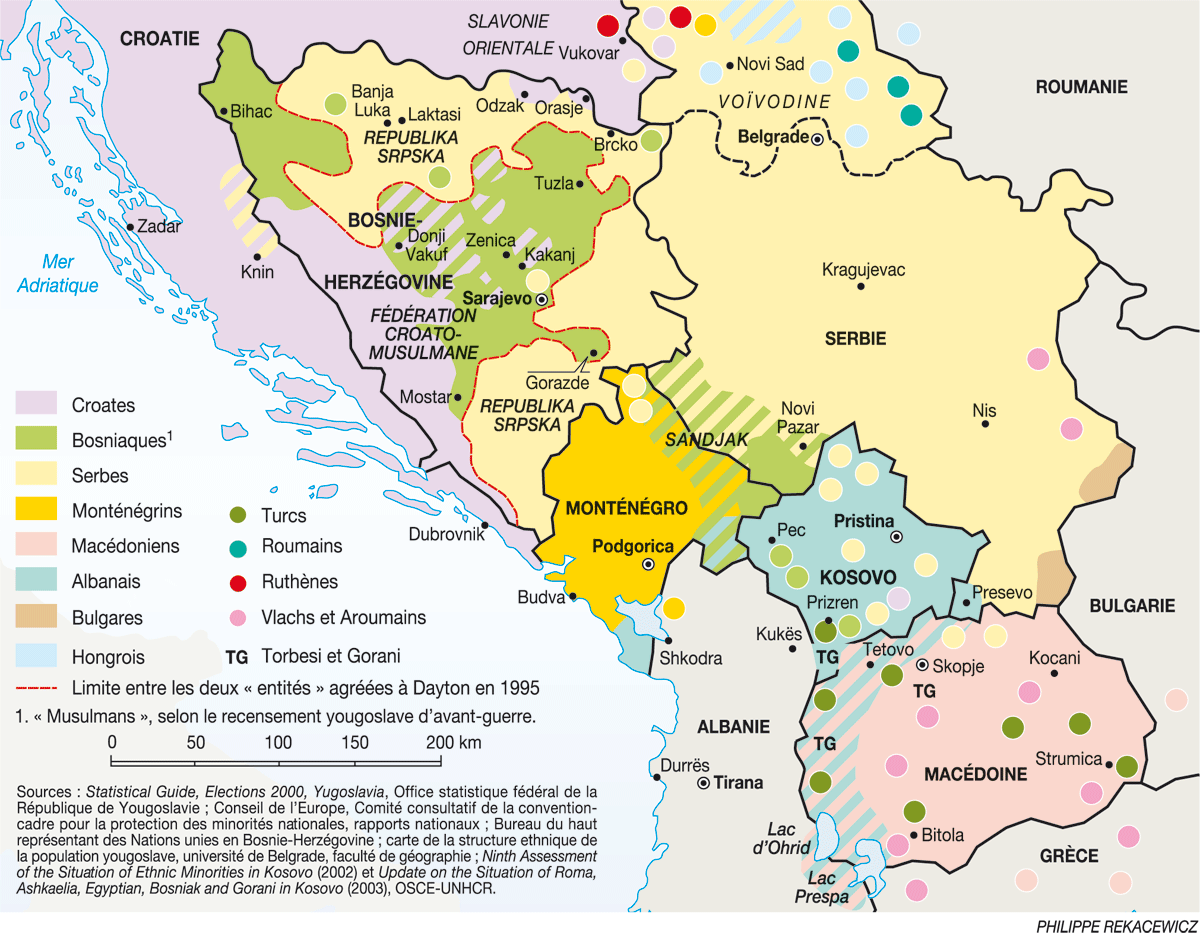 CROATIE
SLAVONIE
ORIENTALE
Vukovar
Novi Sad
VOÏVODINE
Belgrade
ROUMANIE
Bihac
Banja
Luka
Laktasi
REPUBLIKA
SRPSKA
Odzak
Orasje
Brcko
Tuzla
Zadar
Knin
Mer
Adriatique
BOSNIE-
HERZÉGOVINE
Donji
Vakuf
Zenica
Kakanj
Sarajevo
FÉDÉRATION
CROATO-
MUSULMANE
Gorazde
Mostar
REPUBLIKA
SRPSKA
Kragujevac
SERBIE
Nis
Novi
Pazar
SANDJAK
MONTÉNÉGRO
Podgorica
Dubrovnik
Budva
Pec
Pristina
KOSOVO
Prizren
Presevo
BULGARIE
Kukës
Shkodra
TG
Tetovo
Skopje
TG
Kocani
ALBANIE
TG
Durrës
Tirana
MACÉDOINE
Strumica
Bitola
Lac
d’Ohrid
Lac
Prespa
GRÈCE
Croates
Bosniaques1
Serbes
Monténégrins
Macédoniens
Albanais
Bulgares
Hongrois
Turcs
Roumains
Ruthènes
Vlachs et Aroumains
TG Torbesi et Gorani
Limite entre les deux « entités » agréées à Dayton en 1995
1. « Musulmans », selon le recensement yougoslave d’avant-guerre.
0 50 100 150 200 km
Sources : Statistical Guide, Elections 2000, Yugoslavia, Office statistique fédéral de la
République de Yougoslavie ; Conseil de l’Europe, Comité consultatif de la convention-
cadre pour la protection des minorités nationales, rapports nationaux ; Bureau du haut
représentant des Nations unies en Bosnie-Herzégovine ; carte de la structure ethnique de
la population yougoslave, université de Belgrade, faculté de géographie ; Ninth Assessment
of the Situation of Ethnic Minorities in Kosovo (2002) et Update on the Situation of Roma,
Ashkaelia, Egyptian, Bosniak and Gorani in Kosovo (2003), OSCE-UNHCR.
PHILIPPE REKACEWICZ